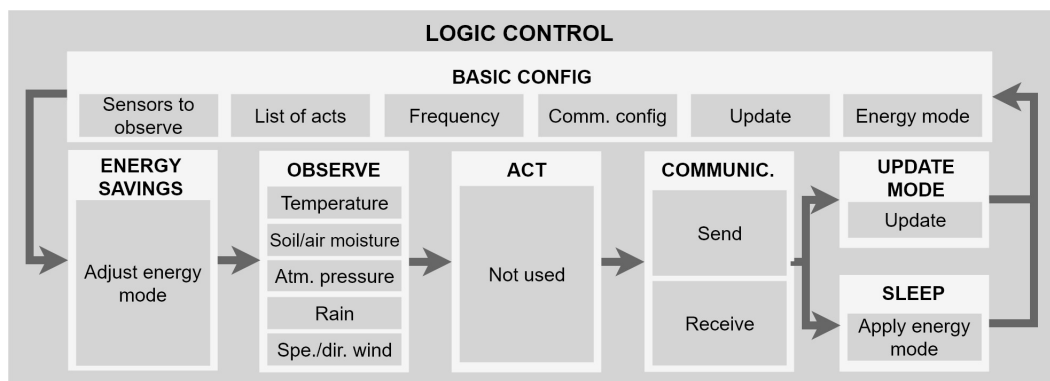 LOGIC CONTROL
BASIC CONFIG
Sensors to
observe
List of acts
Frequency
Comm. config
Update
Energy mode
ENERGY
SAVINGS
Adjust energy
mode
OBSERVE
Temperature
Soil/air moisture
Atm. pressure
Rain
Spe./dir. wind
ACT
Not used
COMMUNIC.
Send
Receive
UPDATE
MODE
Update
SLEEP
Apply energy
mode